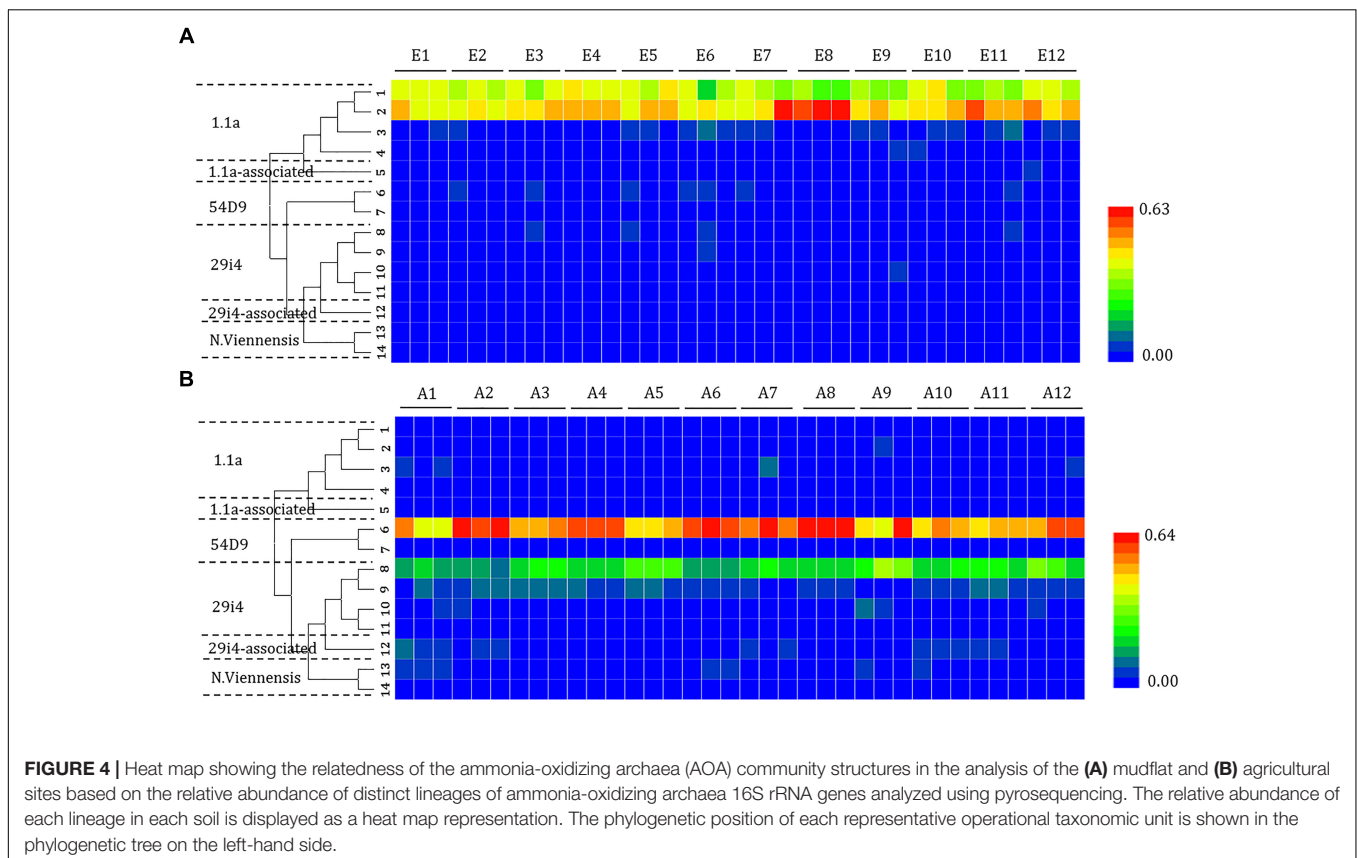 A
E1 E2 E3 E4 E5 E6 E7 E8 E9 E10 E11 E12
1
1.1a
2
3
4
1.1a-associated
5
54D9
6
7
8
29i4
9
10
11
29i4-associated
12
N.Viennensis
13
14
0.63
0.00
B
A1 A2 A3 A4 A5 A6 A7 A8 A9 A10 A11 A12
1
1.1a
2
3
4
1.1a-associated
5
54D9
6
7
8
29i4
9
10
11
29i4-associated
12
N.Viennensis
13
14
0.64
0.00
FIGURE 4 | Heat map showing the relatedness of the ammonia-oxidizing archaea (AOA) community structures in the analysis of the (A) mudflat and (B) agricultural
sites based on the relative abundance of distinct lineages of ammonia-oxidizing archaea 16S rRNA genes analyzed using pyrosequencing. The relative abundance of
each lineage in each soil is displayed as a heat map representation. The phylogenetic position of each representative operational taxonomic unit is shown in the
phylogenetic tree on the left-hand side.